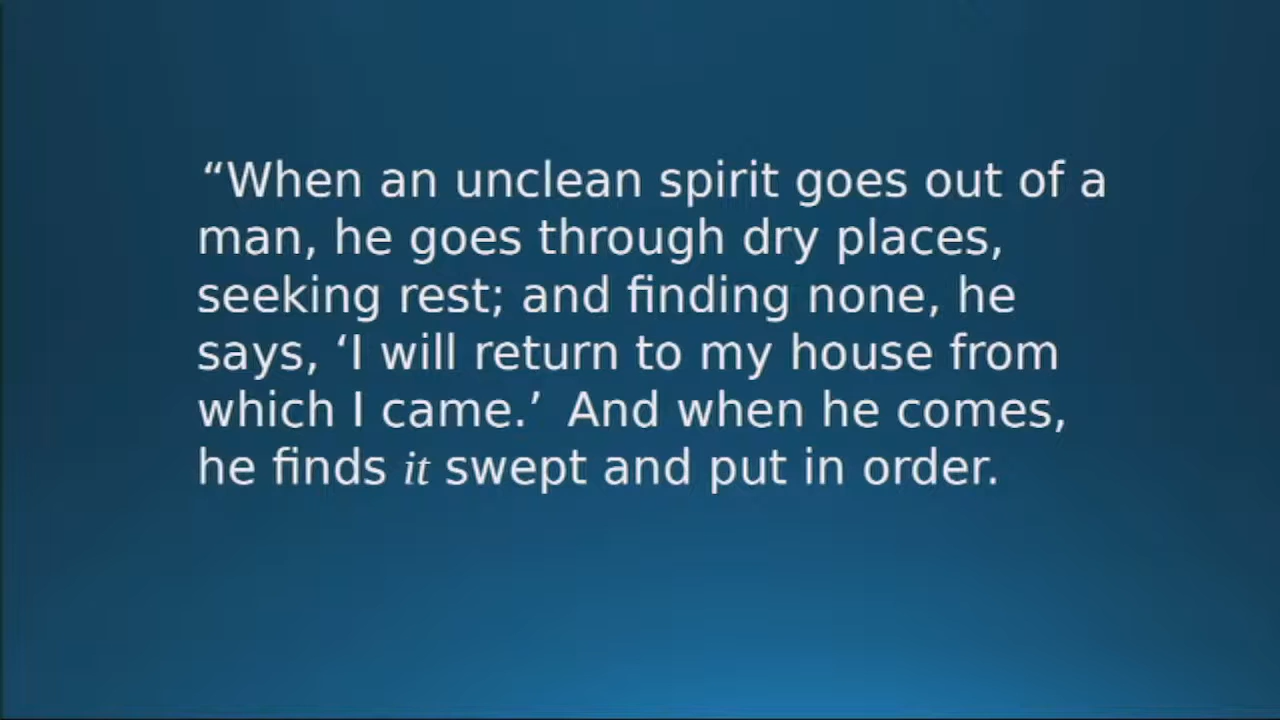 “When an unclean spirit goes out of a
man, he goes through dry places,
seeking rest; and finding none, he
says, ‘I will return to my house from
which I came.’ And when he comes,
he finds it swept and put in order.